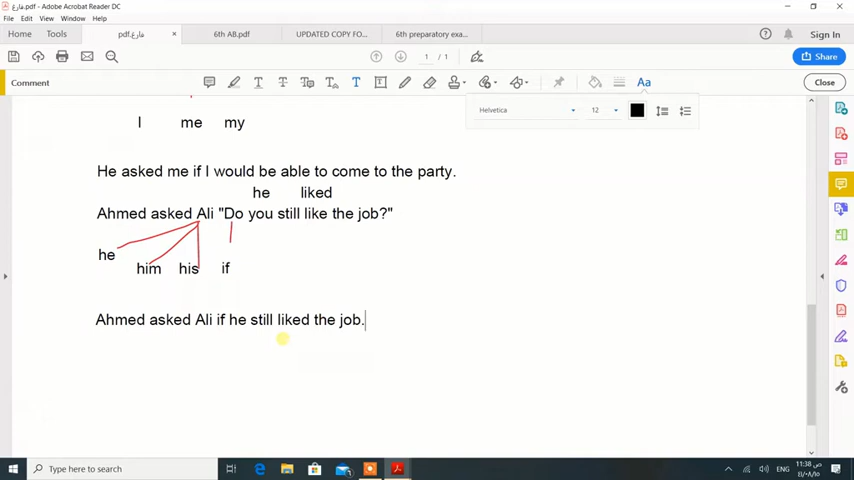 فارغ.pdf - Adobe Acrobat Reader DC
File Edit View Window Help
Home Tools فارغ.pdf × 6th AB.pdf UPDATED COPY FO... 6th preparatory exa... Sign In
1 / 1 Share
Comment Close
Helvetica 12
I me my
He asked me if I would be able to come to the party.
he liked
Ahmed asked Ali "Do you still like the job?"
he
him his if
Ahmed asked Ali if he still liked the job.
Type here to search
ENG 11:38 ص